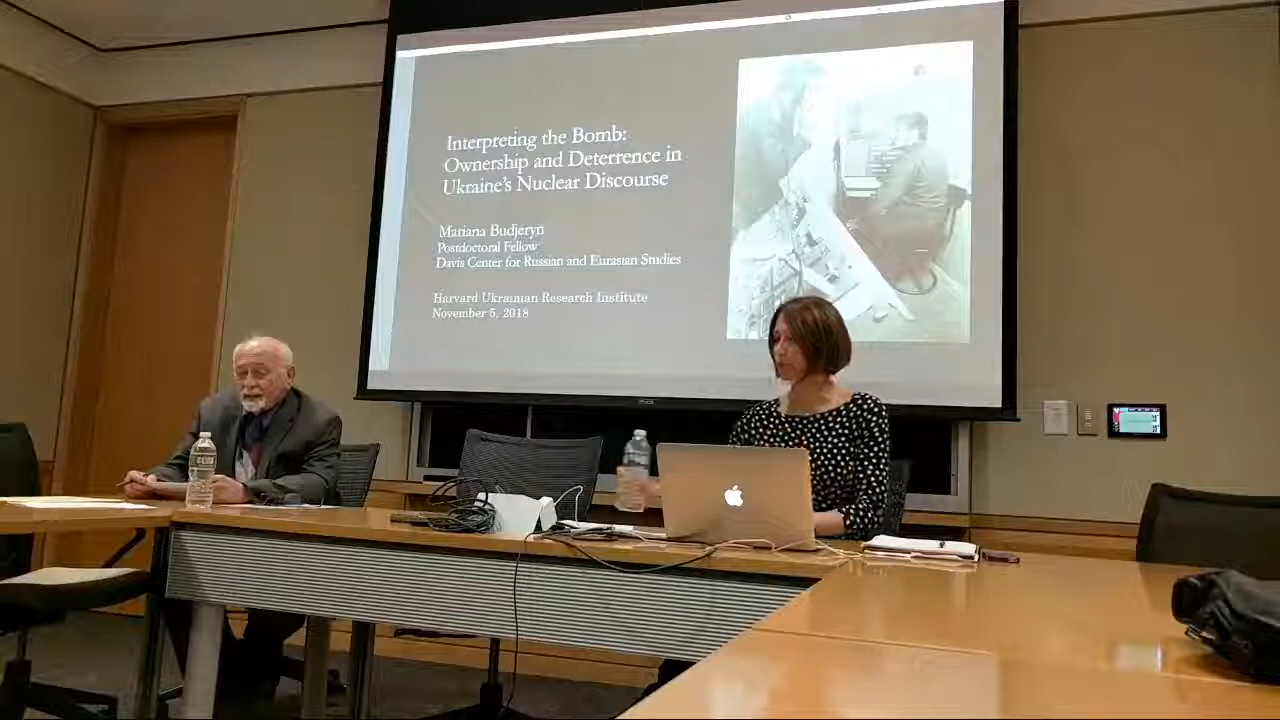 Interpreting the Bomb:
Ownership and Deterrence in
Ukraine's Nuclear Discourse
Mariana Budjeryn
Postdoctoral Fellow
Davis Center for Russian and Eurasian Studies
Harvard Ukrainian Research Institute
November 5, 2018